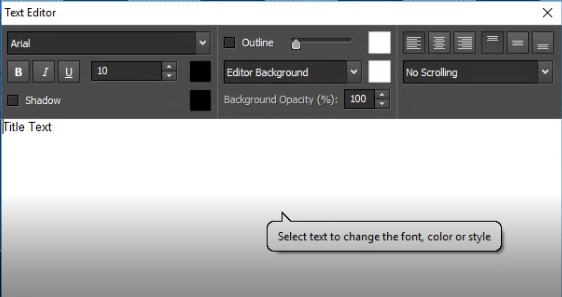 Text Editor
Arial
Outline
B I U 10
Editor Background
No Scrolling
Shadow
Background Opacity (%): 100
Title Text
Select text to change the font, color or style